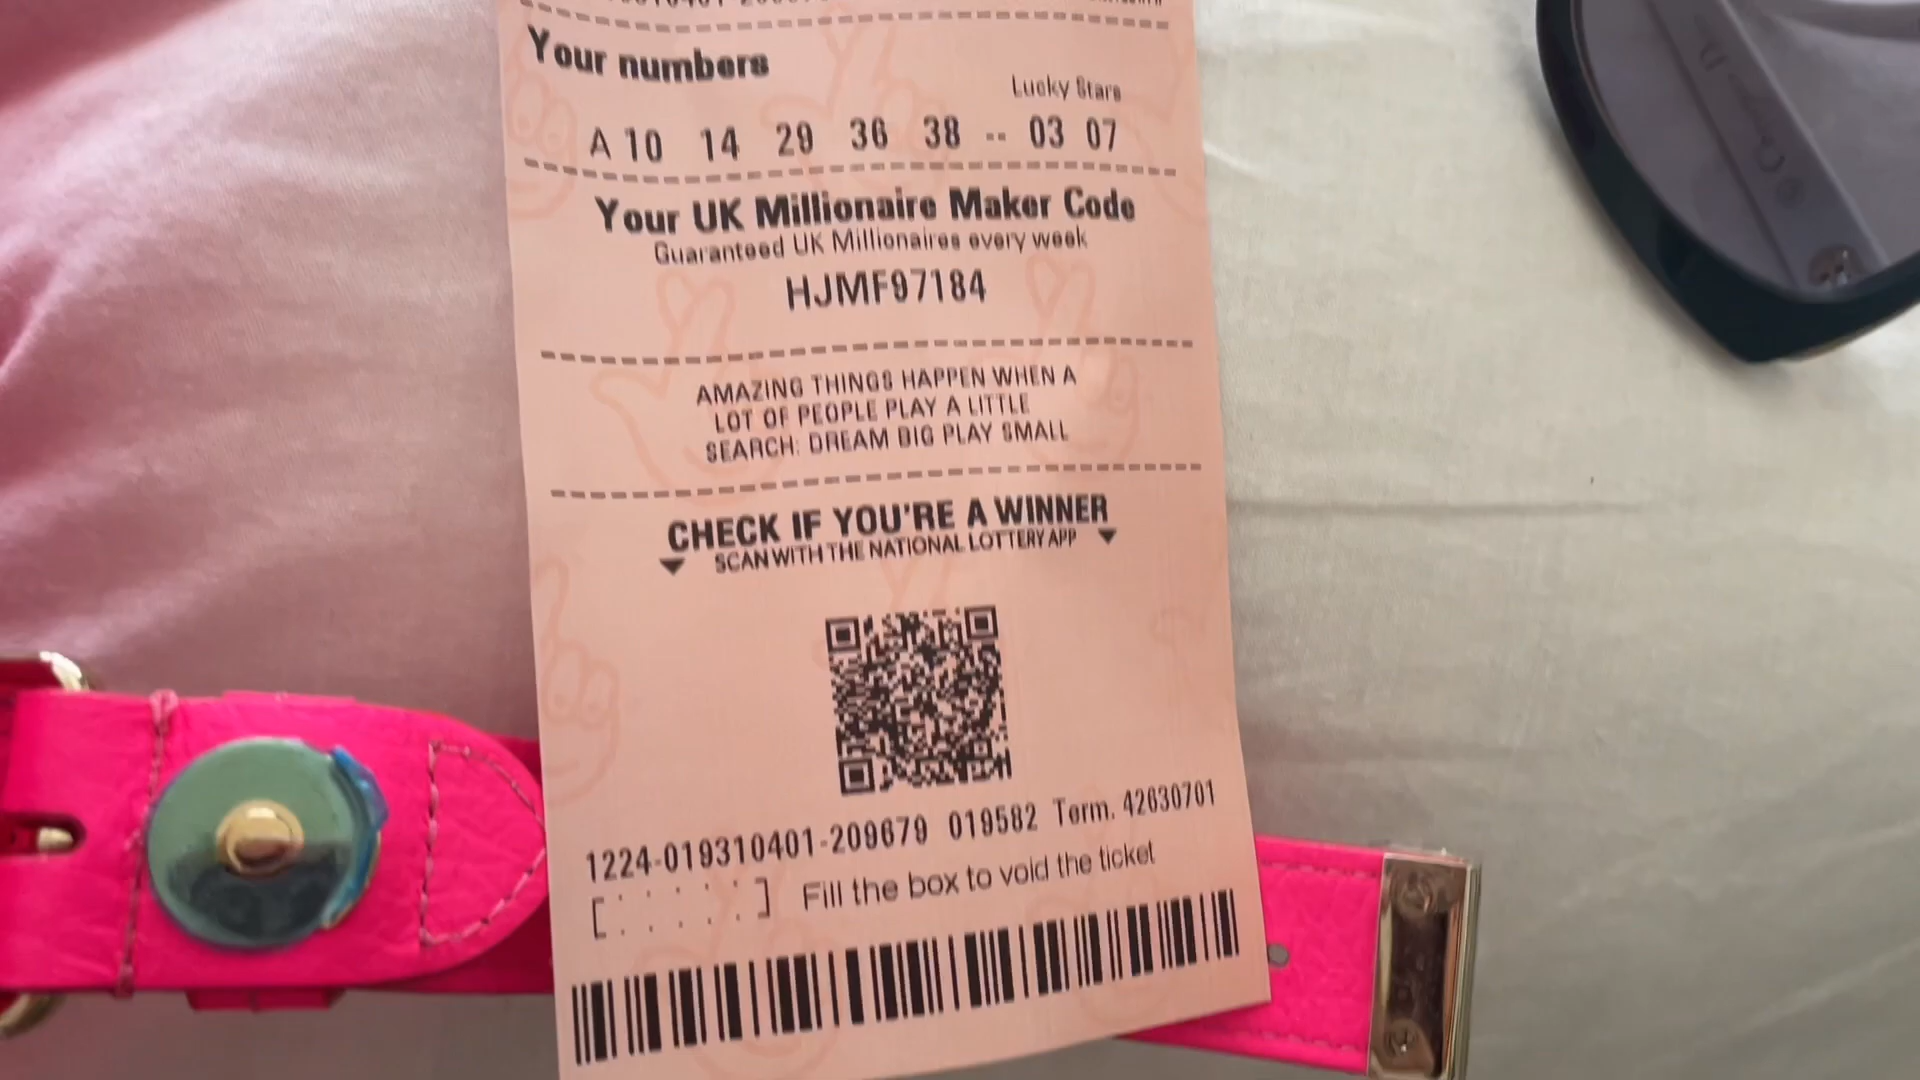 Your numbers
Lucky Stars
A 10 14 29 36 38 -- 03 07
Your UK Millionaire Maker Code
Guaranteed UK Millionaires every week
HJMF97184
AMAZING THINGS HAPPEN WHEN A
LOT OF PEOPLE PLAY A LITTLE
SEARCH: DREAM BIG PLAY SMALL
CHECK IF YOU'RE A WINNER
SCAN WITH THE NATIONAL LOTTERY APP
1224-019310401-209679 019582 Term. 42630701
Fill the box to void the ticket